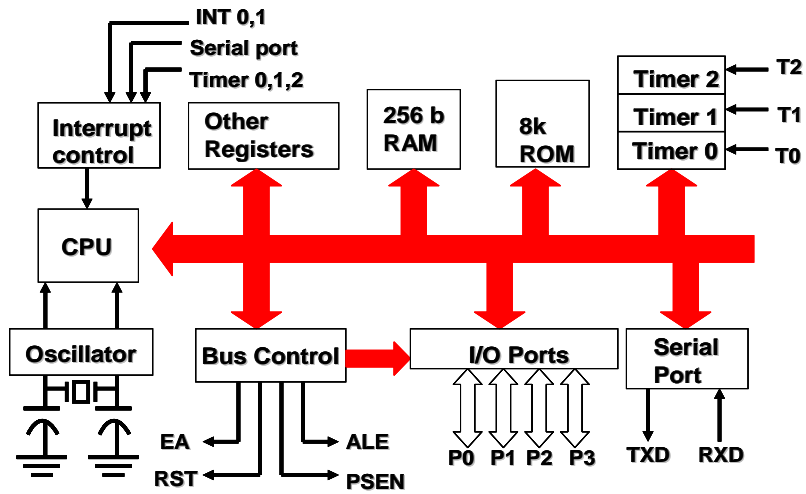 INT 0,1
Serial port
Timer 0,1,2
Interrupt
control
Other
Registers
256 b
RAM
8k
ROM
Timer 2
Timer 1
Timer 0
T2
T1
T0
CPU
Oscillator
Bus Control
I/O Ports
Serial
Port
EA
RST
ALE
PSEN
P0
P1
P2
P3
TXD
RXD